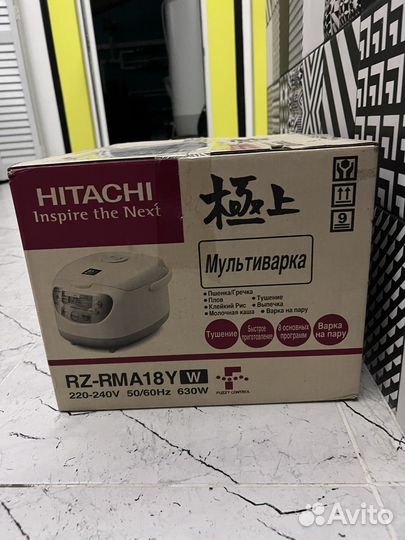 HITACHI
Inspire the Next
極上
9
Мультиварка
• Пшенка/Гречка
• Плов
• Клейкий Рис
• Молочная каша
• Тушение
• Выпечка
• Варка на пару
Тушение
Быстрое приготовление
8 основных программ
Варка на пару
RZ-RMA18Y W
220-240V 50/60Hz 630W
FUZZY CONTROL
Avito